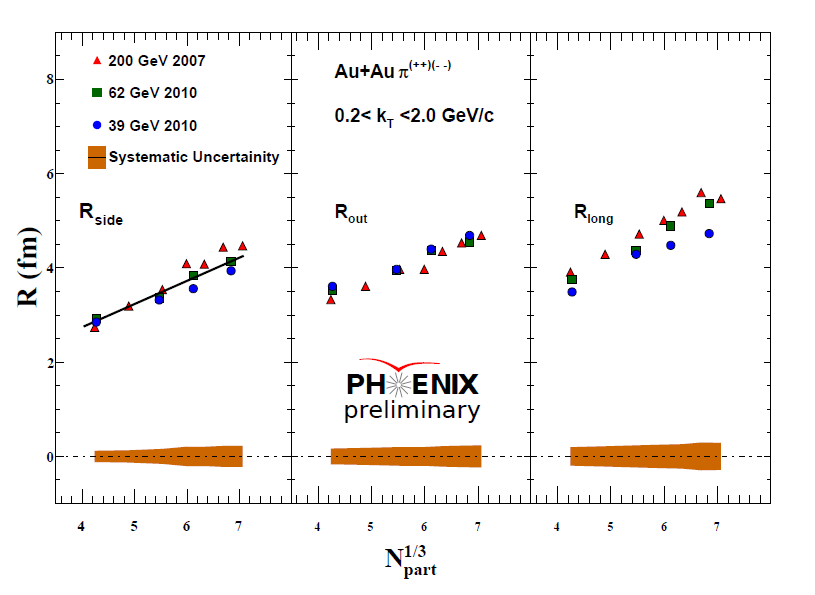 200 GeV 2007
62 GeV 2010
39 GeV 2010
Systematic Uncertainity
Au+Au π(++)(- -)
0.2< kT <2.0 GeV/c
Rside
Rout
Rlong
R (fm)
8
6
4
2
0
PHENIX
preliminary
4 5 6 7
4 5 6 7
4 5 6 7
N1/3part